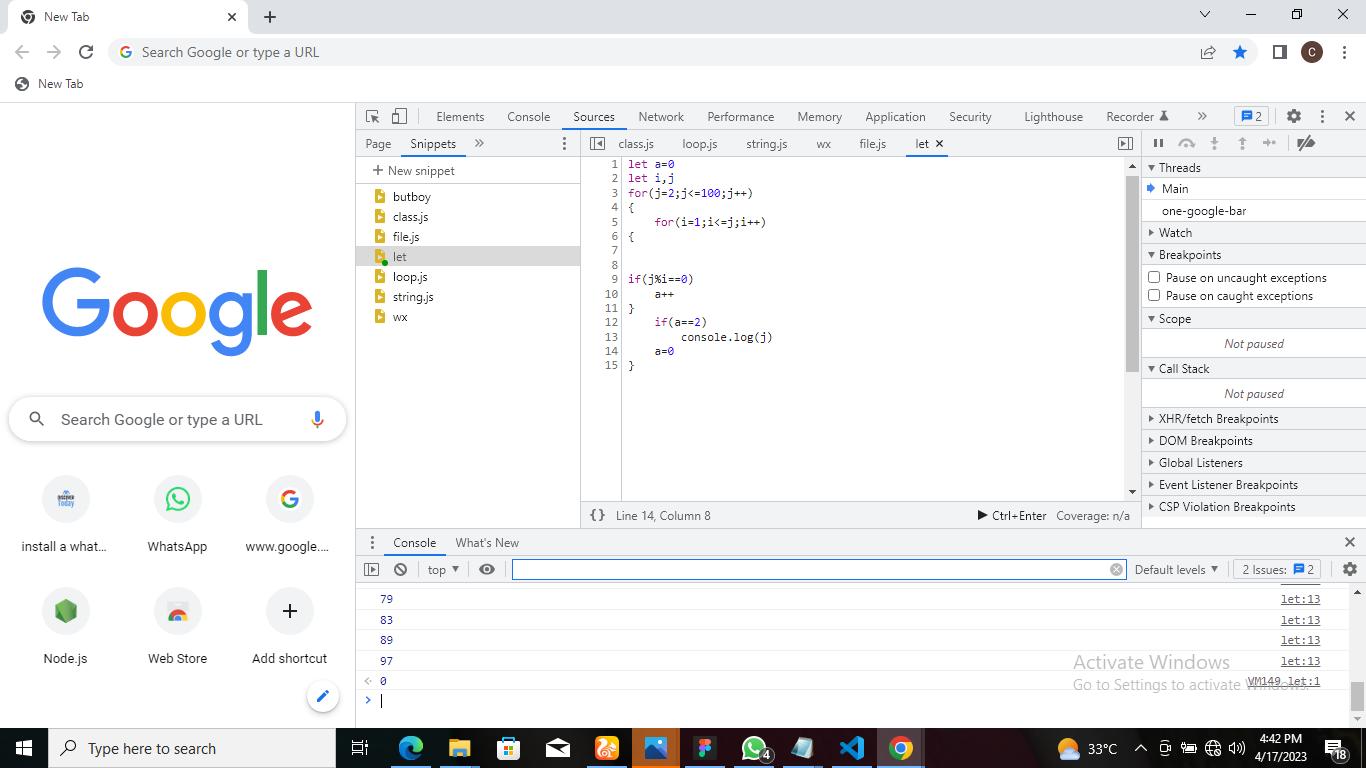 New Tab
Search Google or type a URL
C
New Tab
Elements Console Sources Network Performance Memory Application Security Lighthouse Recorder 2
Page Snippets
class.js loop.js string.js wx file.js let
New snippet
butboy
class.js
file.js
let
loop.js
string.js
wx
1 let a=0
2 let i,j
3 for(j=2;j<=100;j++)
4 {
5 for(i=1;i<=j;i++)
6 {
7
8
9 if(j%i==0)
10 a++
11 }
12 if(a==2)
13 console.log(j)
14 a=0
15 }
{} Line 14, Column 8 Ctrl+Enter Coverage: n/a
Threads
Main
one-google-bar
Watch
Breakpoints
Pause on uncaught exceptions
Pause on caught exceptions
Scope
Not paused
Call Stack
Not paused
XHR/fetch Breakpoints
DOM Breakpoints
Global Listeners
Event Listener Breakpoints
CSP Violation Breakpoints
Google
Search Google or type a URL
install a what...
WhatsApp
www.google....
Node.js
Web Store
Add shortcut
Console What's New
top Default levels 2 Issues: 2
79 let:13
83 let:13
89 let:13
97 let:13
0 VM149 let:1
Activate Windows
Go to Settings to activate Windows.
Type here to search
4
33°C
4:42 PM
4/17/2023
18